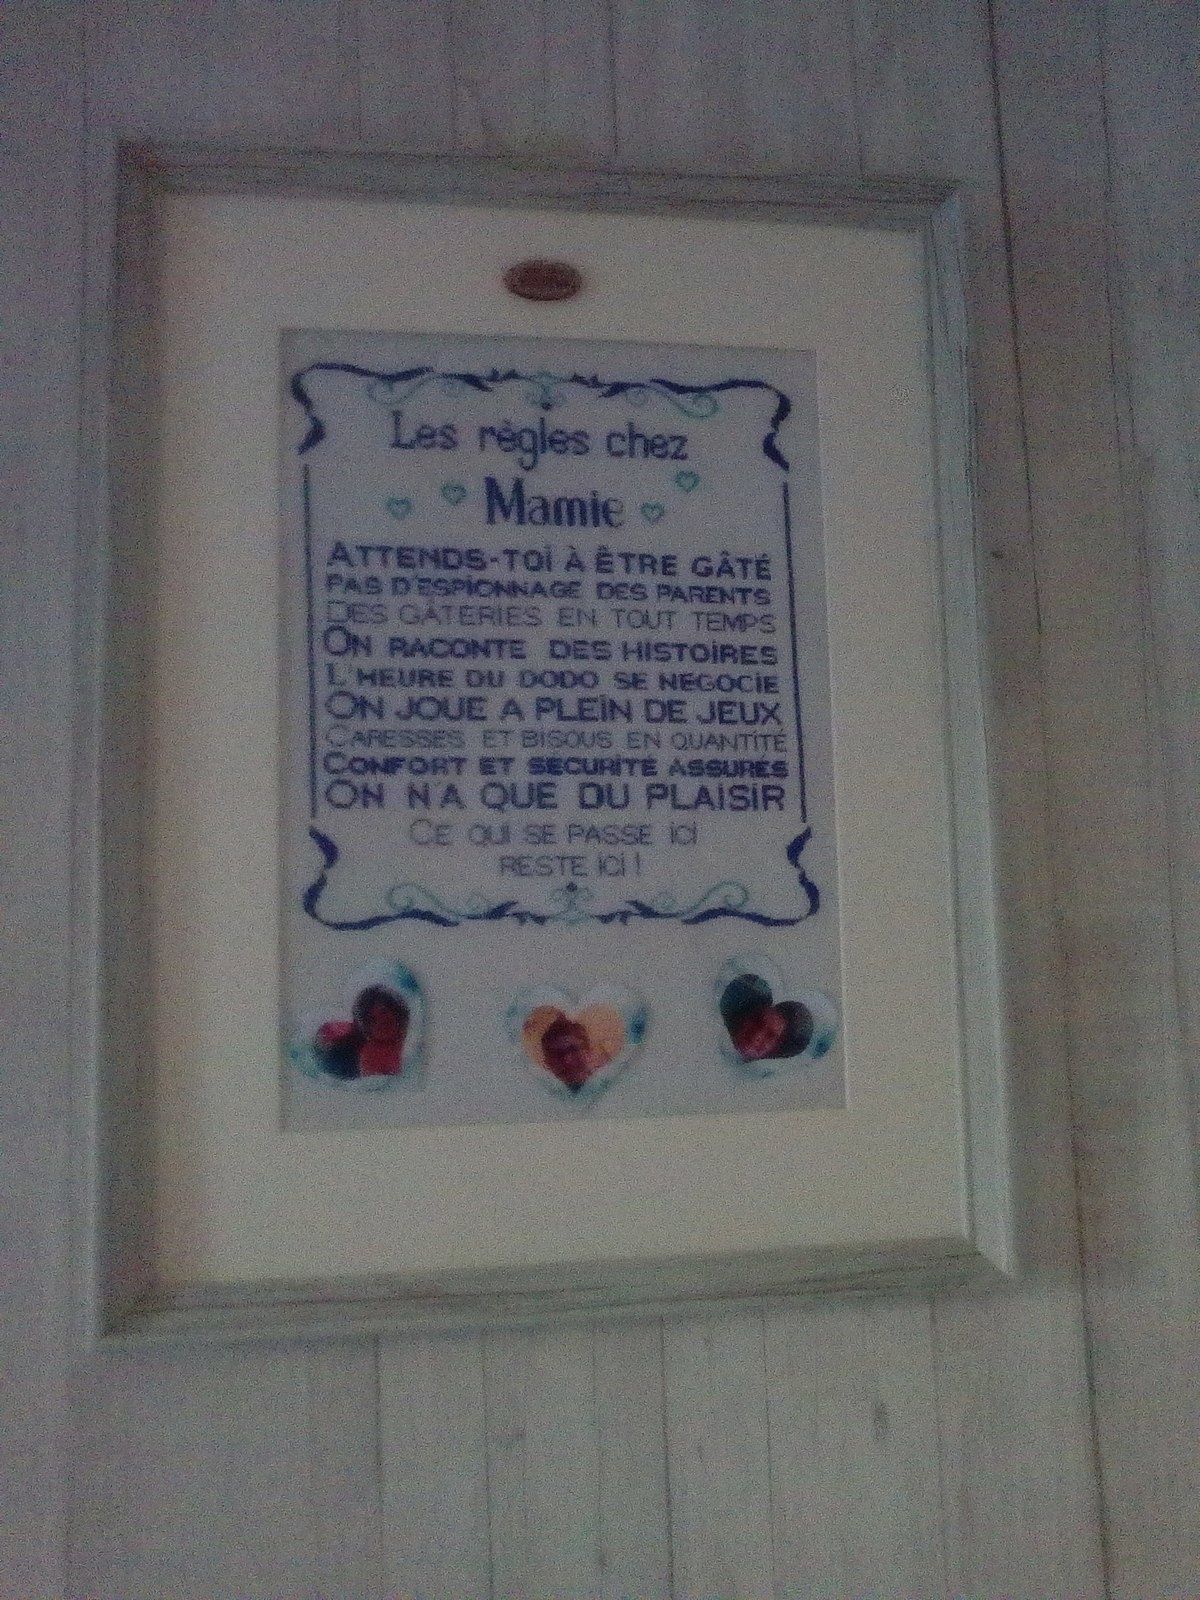 Les règles chez
Mamie
ATTENDS-TOI À ÊTRE GÂTÉ
PAS D'ESPIONNAGE DES PARENTS
DES GÂTERIES EN TOUT TEMPS
ON RACONTE DES HISTOIRES
L'HEURE DU DODO SE NEGOCIE
ON JOUE A PLEIN DE JEUX
CARESSES ET BISOUS EN QUANTITÉ
CONFORT ET SECURITÉ ASSURES
ON N'A QUE DU PLAISIR
CE QUI SE PASSE ICI
RESTE ICI !